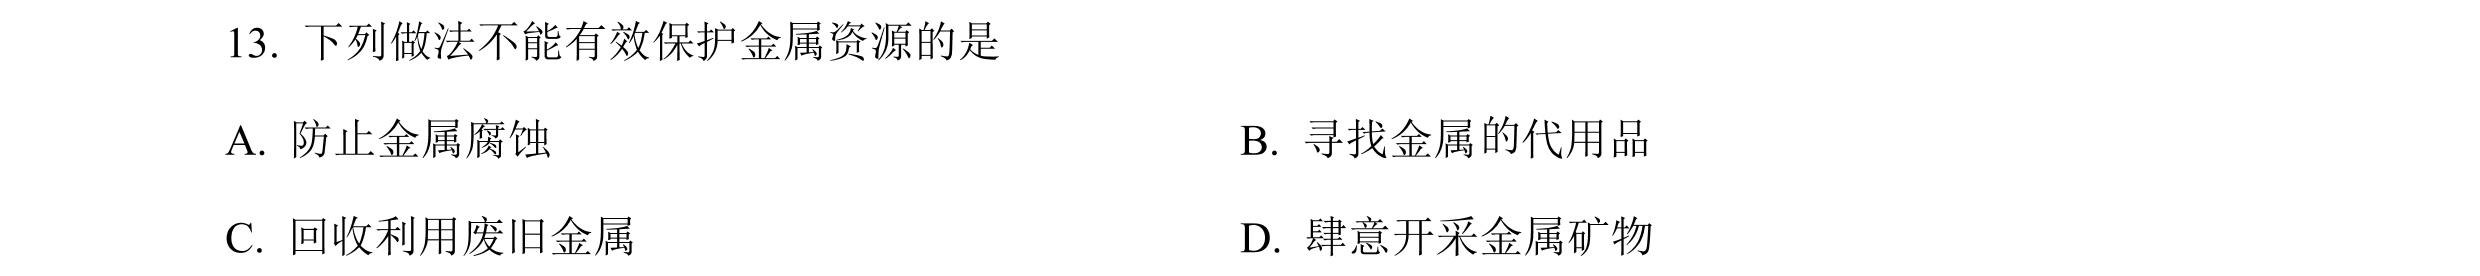 13. 下列做法不能有效保护金属资源的是
A. 防止金属腐蚀 B. 寻找金属的代用品
C. 回收利用废旧金属 D. 肆意开采金属矿物